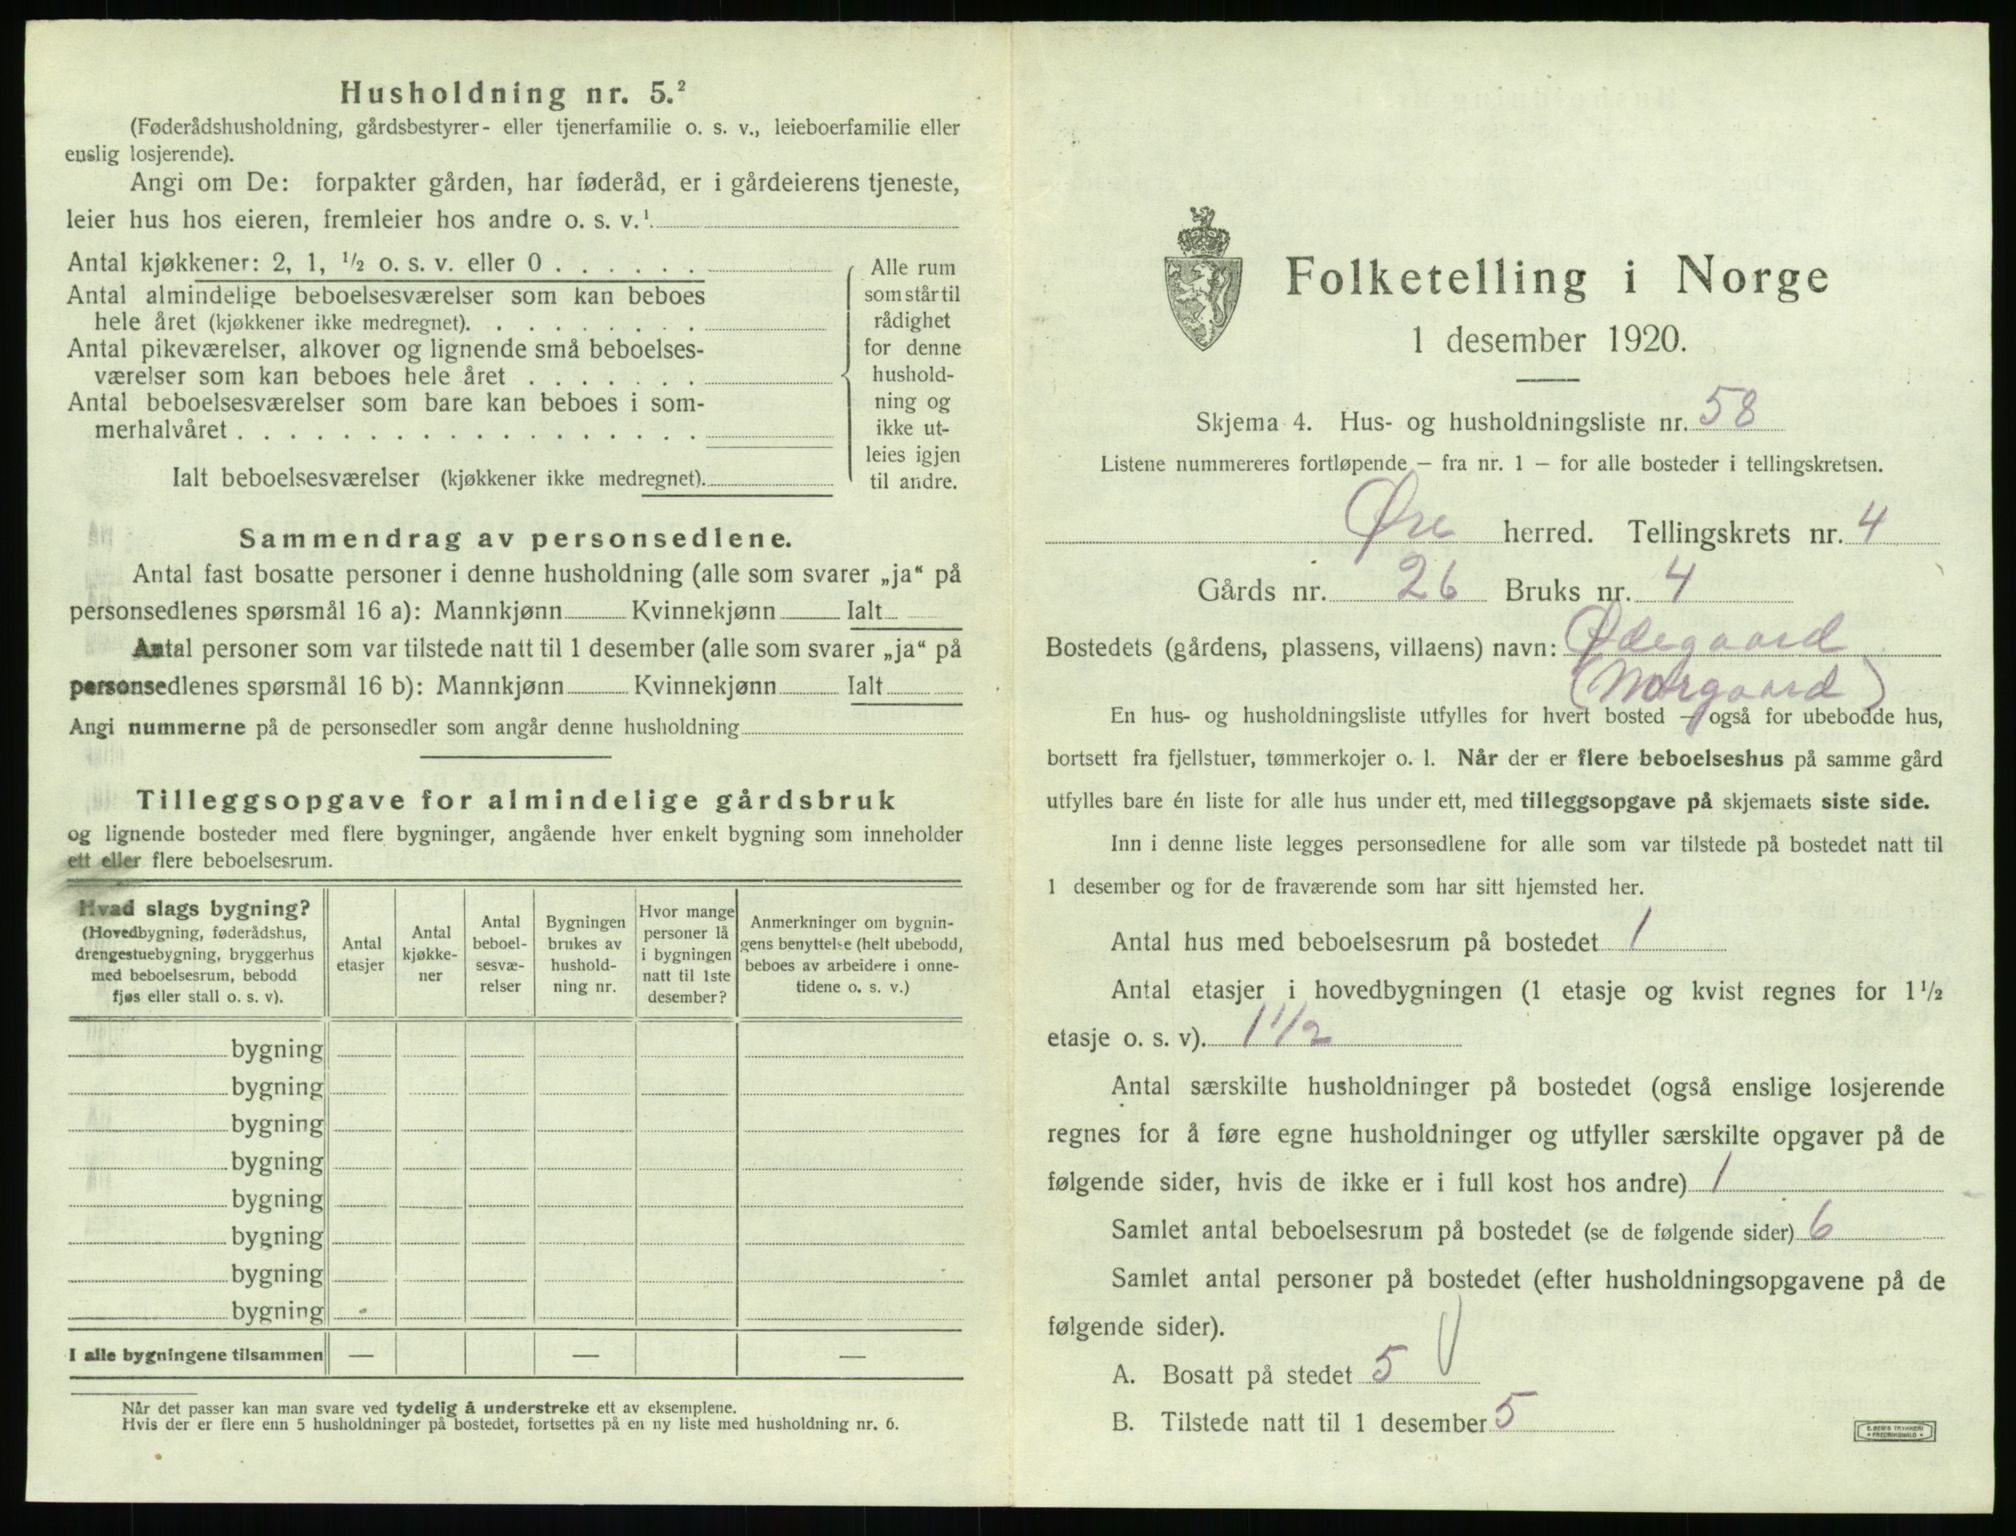 Husholdning nr. 5.²
(Føderådshusholdning, gårdsbestyrer- eller tjenerfamilie o. s. v., leieboerfamilie eller
enslig losjerende).
Angi om De: forpakter gården, har føderåd, er i gårdeierens tjeneste,
leier hus hos eieren, fremleier hos andre o. s. v.¹
Antal kjøkkener: 2, 1, ½ o. s. v. eller 0 . . . . . .
Antal almindelige beboelsesværelser som kan beboes
hele året (kjøkkener ikke medregnet). . . . . . . . .
Antal pikeværelser, alkover og lignende små beboelses-
værelser som kan beboes hele året . . . . . . .
Antal beboelsesværelser som bare kan beboes i som-
merhalvåret . . . . . . . . . . . . . . . . . .
Ialt beboelsesværelser (kjøkkener ikke medregnet).
Alle rum
som står til
rådighet
for denne
hushold-
ning og
ikke ut-
leies igjen
til andre.
Sammendrag av personsedlene.
Antal fast bosatte personer i denne husholdning (alle som svarer „ja“ på
personsedlenes spørsmål 16 a): Mannkjønn Kvinnekjønn Ialt
Antal personer som var tilstede natt til 1 desember (alle som svarer „ja“ på
personsedlenes spørsmål 16 b): Mannkjønn Kvinnekjønn Ialt
Angi nummerne på de personsedler som angår denne husholdning
Tilleggsopgave for almindelige gårdsbruk
og lignende bosteder med flere bygninger, angående hver enkelt bygning som inneholder
ett eller flere beboelsesrum.
Hvad slags bygning?
(Hovedbygning, føderådshus,
drengestuebygning, bryggerhus
med beboelsesrum, bebodd
fjøs eller stall o. s. v).
Antal
etasjer
Antal
kjøkke-
ner
Antal
beboel-
sesvæ-
relser
Bygningen
brukes av
hushold-
ning nr.
Hvor mange
personer lå
i bygningen
natt til 1ste
desember?
Anmerkninger om bygnin-
gens benyttelse (helt ubebodd,
beboes av arbeidere i onne-
tidene o. s. v.)
bygning
bygning
bygning
bygning
bygning
bygning
bygning
bygning
I alle bygningene tilsammen — — —
Når det passer kan man svare ved tydelig å understreke ett av eksemplene.
Hvis der er flere enn 5 husholdninger på bostedet, fortsettes på en ny liste med husholdning nr. 6.
Folketelling i Norge
1 desember 1920.
Skjema 4. Hus- og husholdningsliste nr. 58
Listene nummereres fortløpende – fra nr. 1 – for alle bosteder i tellingskretsen.
Øre herred. Tellingskrets nr. 4
Gårds nr. 26 Bruks nr. 4
Bostedets (gårdens, plassens, villaens) navn: Ødegaard
(Norgaard)
En hus- og husholdningsliste utfylles for hvert bosted – også for ubebodde hus,
bortsett fra fjellstuer, tømmerkojer o. l. Når der er flere beboelseshus på samme gård
utfylles bare én liste for alle hus under ett, med tilleggsopgave på skjemaets siste side.
Inn i denne liste legges personsedlene for alle som var tilstede på bostedet natt til
1 desember og for de fraværende som har sitt hjemsted her.
Antal hus med beboelsesrum på bostedet 1
Antal etasjer i hovedbygningen (1 etasje og kvist regnes for 1½
etasje o. s. v). 1 1/2
Antal særskilte husholdninger på bostedet (også enslige losjerende
regnes for å føre egne husholdninger og utfyller særskilte opgaver på de
følgende sider, hvis de ikke er i full kost hos andre) 1
Samlet antal beboelsesrum på bostedet (se de følgende sider) 6
Samlet antal personer på bostedet (efter husholdningsopgavene på de
følgende sider).
A. Bosatt på stedet 5
B. Tilstede natt til 1 desember 5